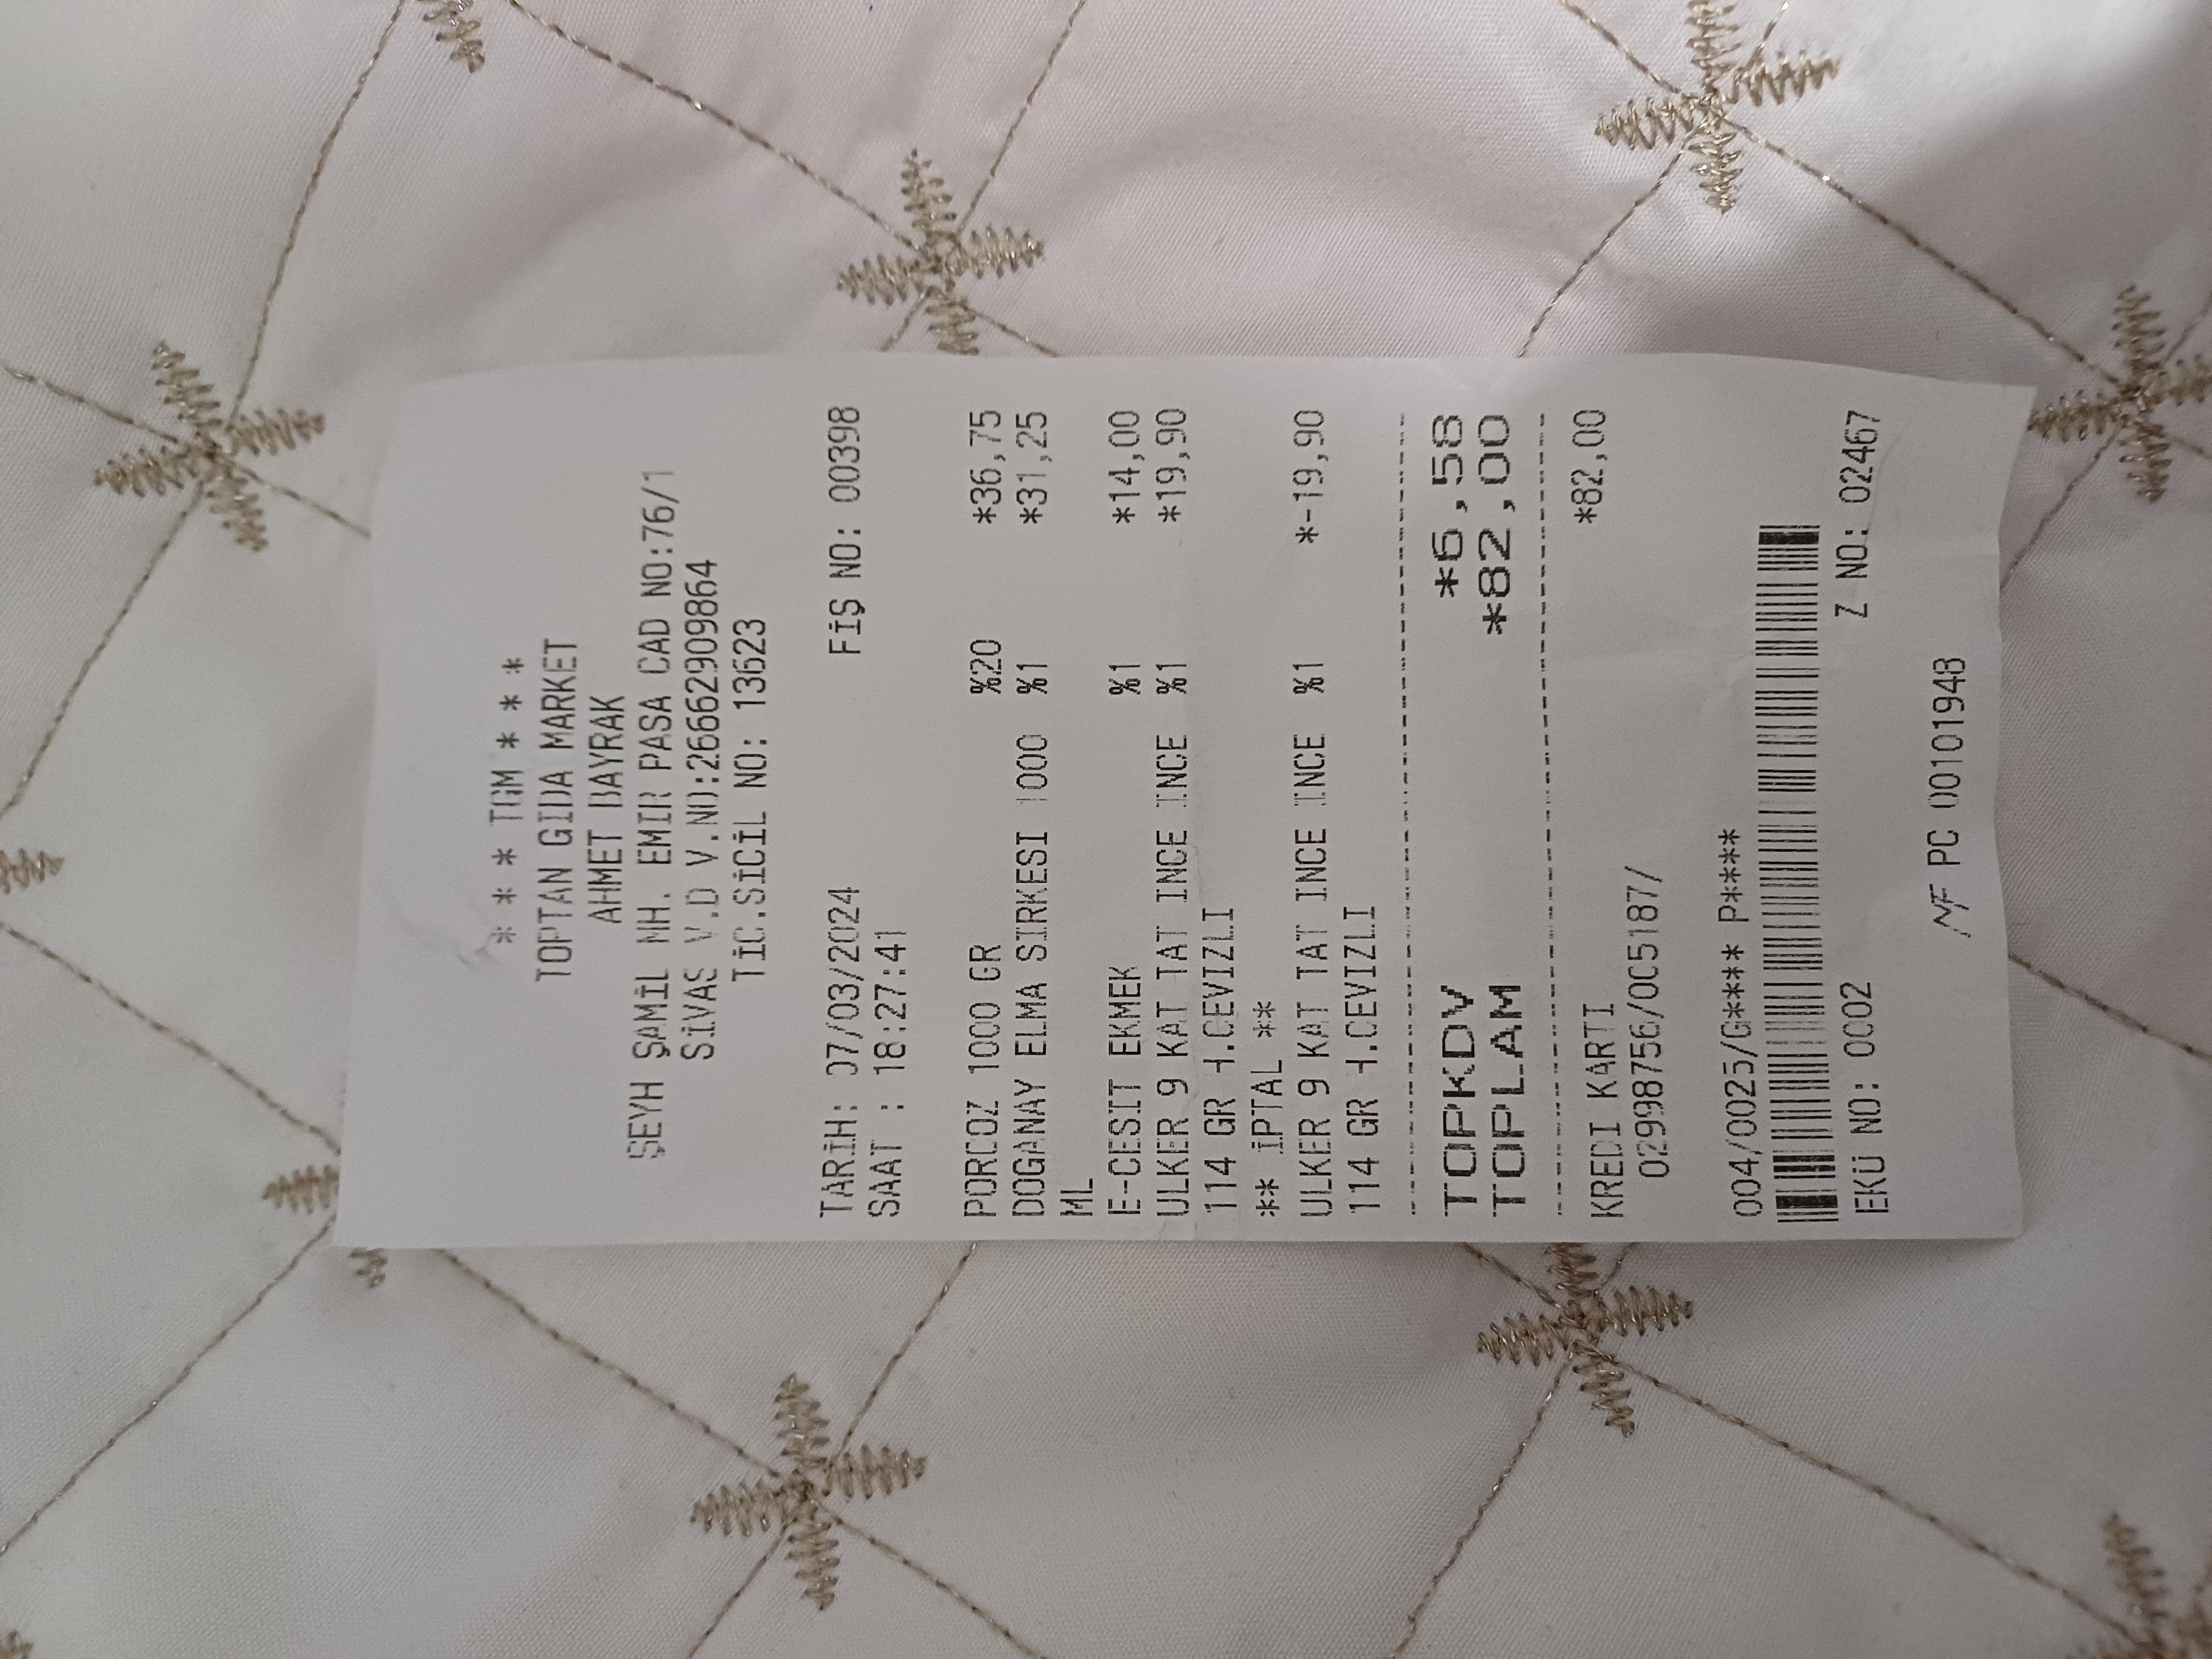 * * * TGM * * *
TOPTAN GIDA MARKET
AHMET BAYRAK
ŞEYH ŞAMİL MH. EMIR PASA CAD NO:76/1
SİVAS V.D V.NO:26662909864
TİC.SİCİL NO: 13623
TARİH: 07/03/2024 FİŞ NO: 00398
SAAT : 18:27:41
PORCOZ 1000 GR %20 *36,75
DOGANAY ELMA SIRKESI 1000 %1 *31,25
ML
E-CESIT EKMEK %1 *14,00
ULKER 9 KAT TAT INCE INCE %1 *19,90
114 GR H.CEVIZLI
** İPTAL **
ULKER 9 KAT TAT INCE INCE %1 *-19,90
114 GR H.CEVIZLI
TOPKDV *6,58
TOPLAM *82,00
KREDI KARTI *82,00
02998756/005187/
004/0025/G**** P****
EKÜ NO: 0002 Z NO: 02467
MF PC 00101948